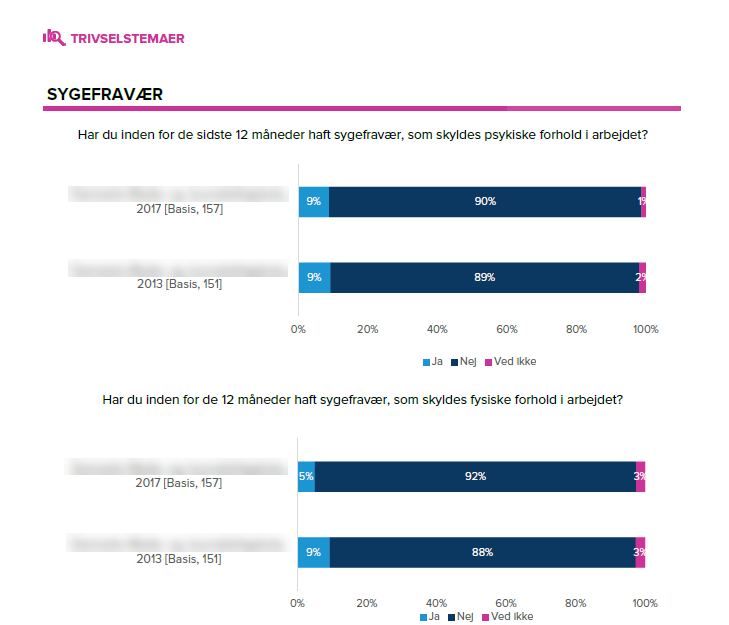 TRIVSELSTEMAER
SYGEFRAVÆR
Har du inden for de sidste 12 måneder haft sygefravær, som skyldes psykiske forhold i arbejdet?
2017 [Basis, 157]
9% 90% 1%
2013 [Basis, 151]
9% 89% 2%
0% 20% 40% 60% 80% 100%
Ja Nej Ved ikke
Har du inden for de 12 måneder haft sygefravær, som skyldes fysiske forhold i arbejdet?
2017 [Basis, 157]
5% 92% 3%
2013 [Basis, 151]
9% 88% 3%
0% 20% 40% 60% 80% 100%
Ja Nej Ved ikke